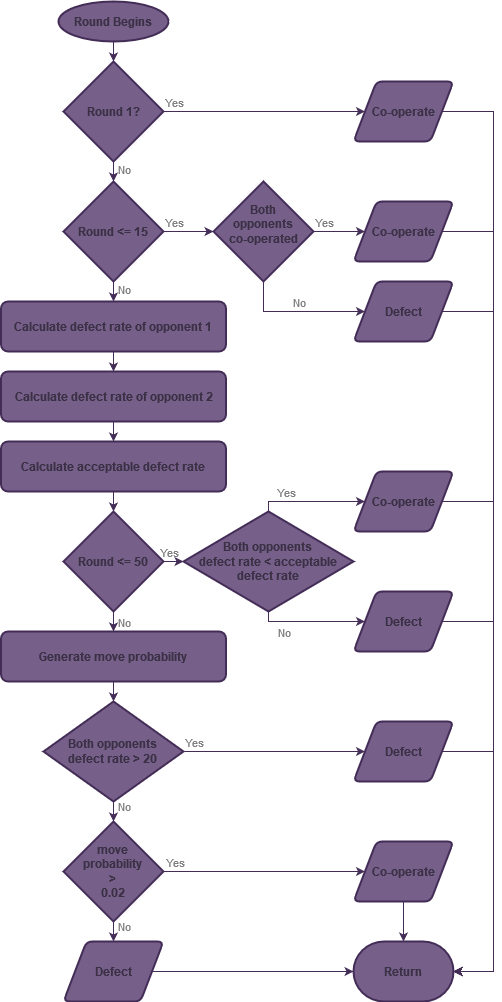 Round Begins
Round 1?
Yes
Co-operate
No
Round <= 15
Yes
Both
opponents
co-operated
Yes
Co-operate
No
Defect
No
Calculate defect rate of opponent 1
Calculate defect rate of opponent 2
Calculate acceptable defect rate
Round <= 50
Yes
Both opponents
defect rate < acceptable
defect rate
Yes
Co-operate
No
Defect
No
Generate move probability
Both opponents
defect rate > 20
Yes
Defect
No
move
probability
>
0.02
Yes
Co-operate
No
Defect
Return